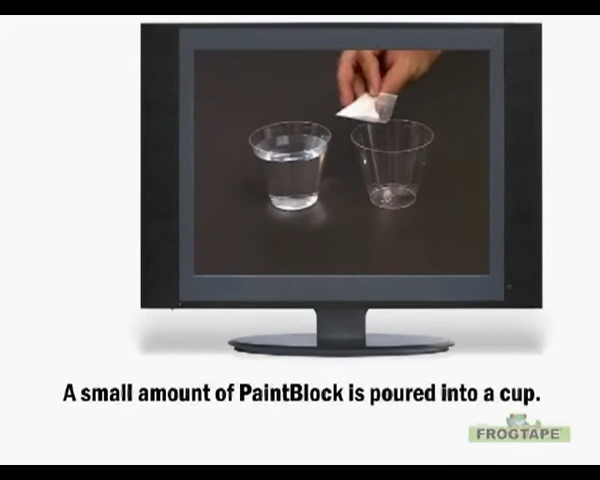 A small amount of PaintBlock is poured into a cup.
FROGTAPE